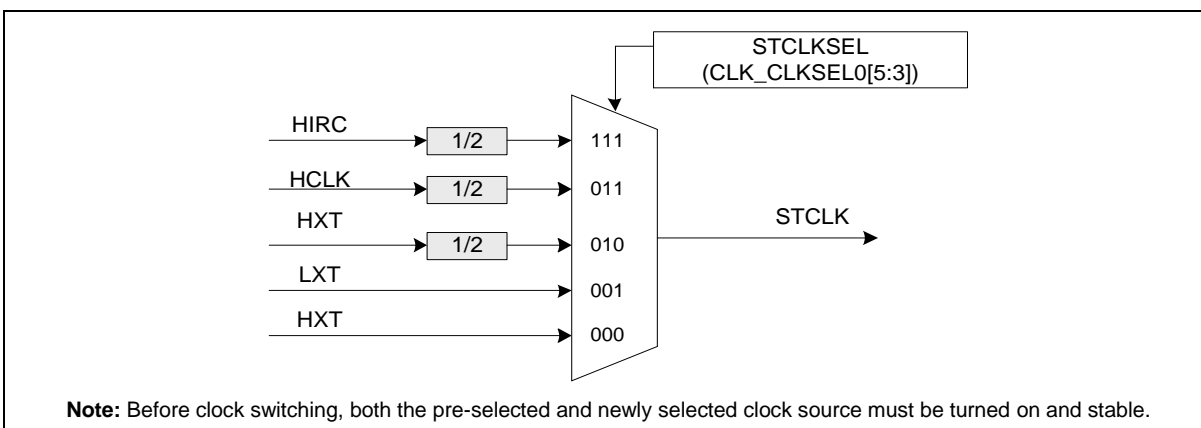 STCLKSEL
(CLK_CLKSEL0[5:3])
HIRC
1/2
111
HCLK
1/2
011
HXT
1/2
010
STCLK
LXT
001
HXT
000
Note: Before clock switching, both the pre-selected and newly selected clock source must be turned on and stable.